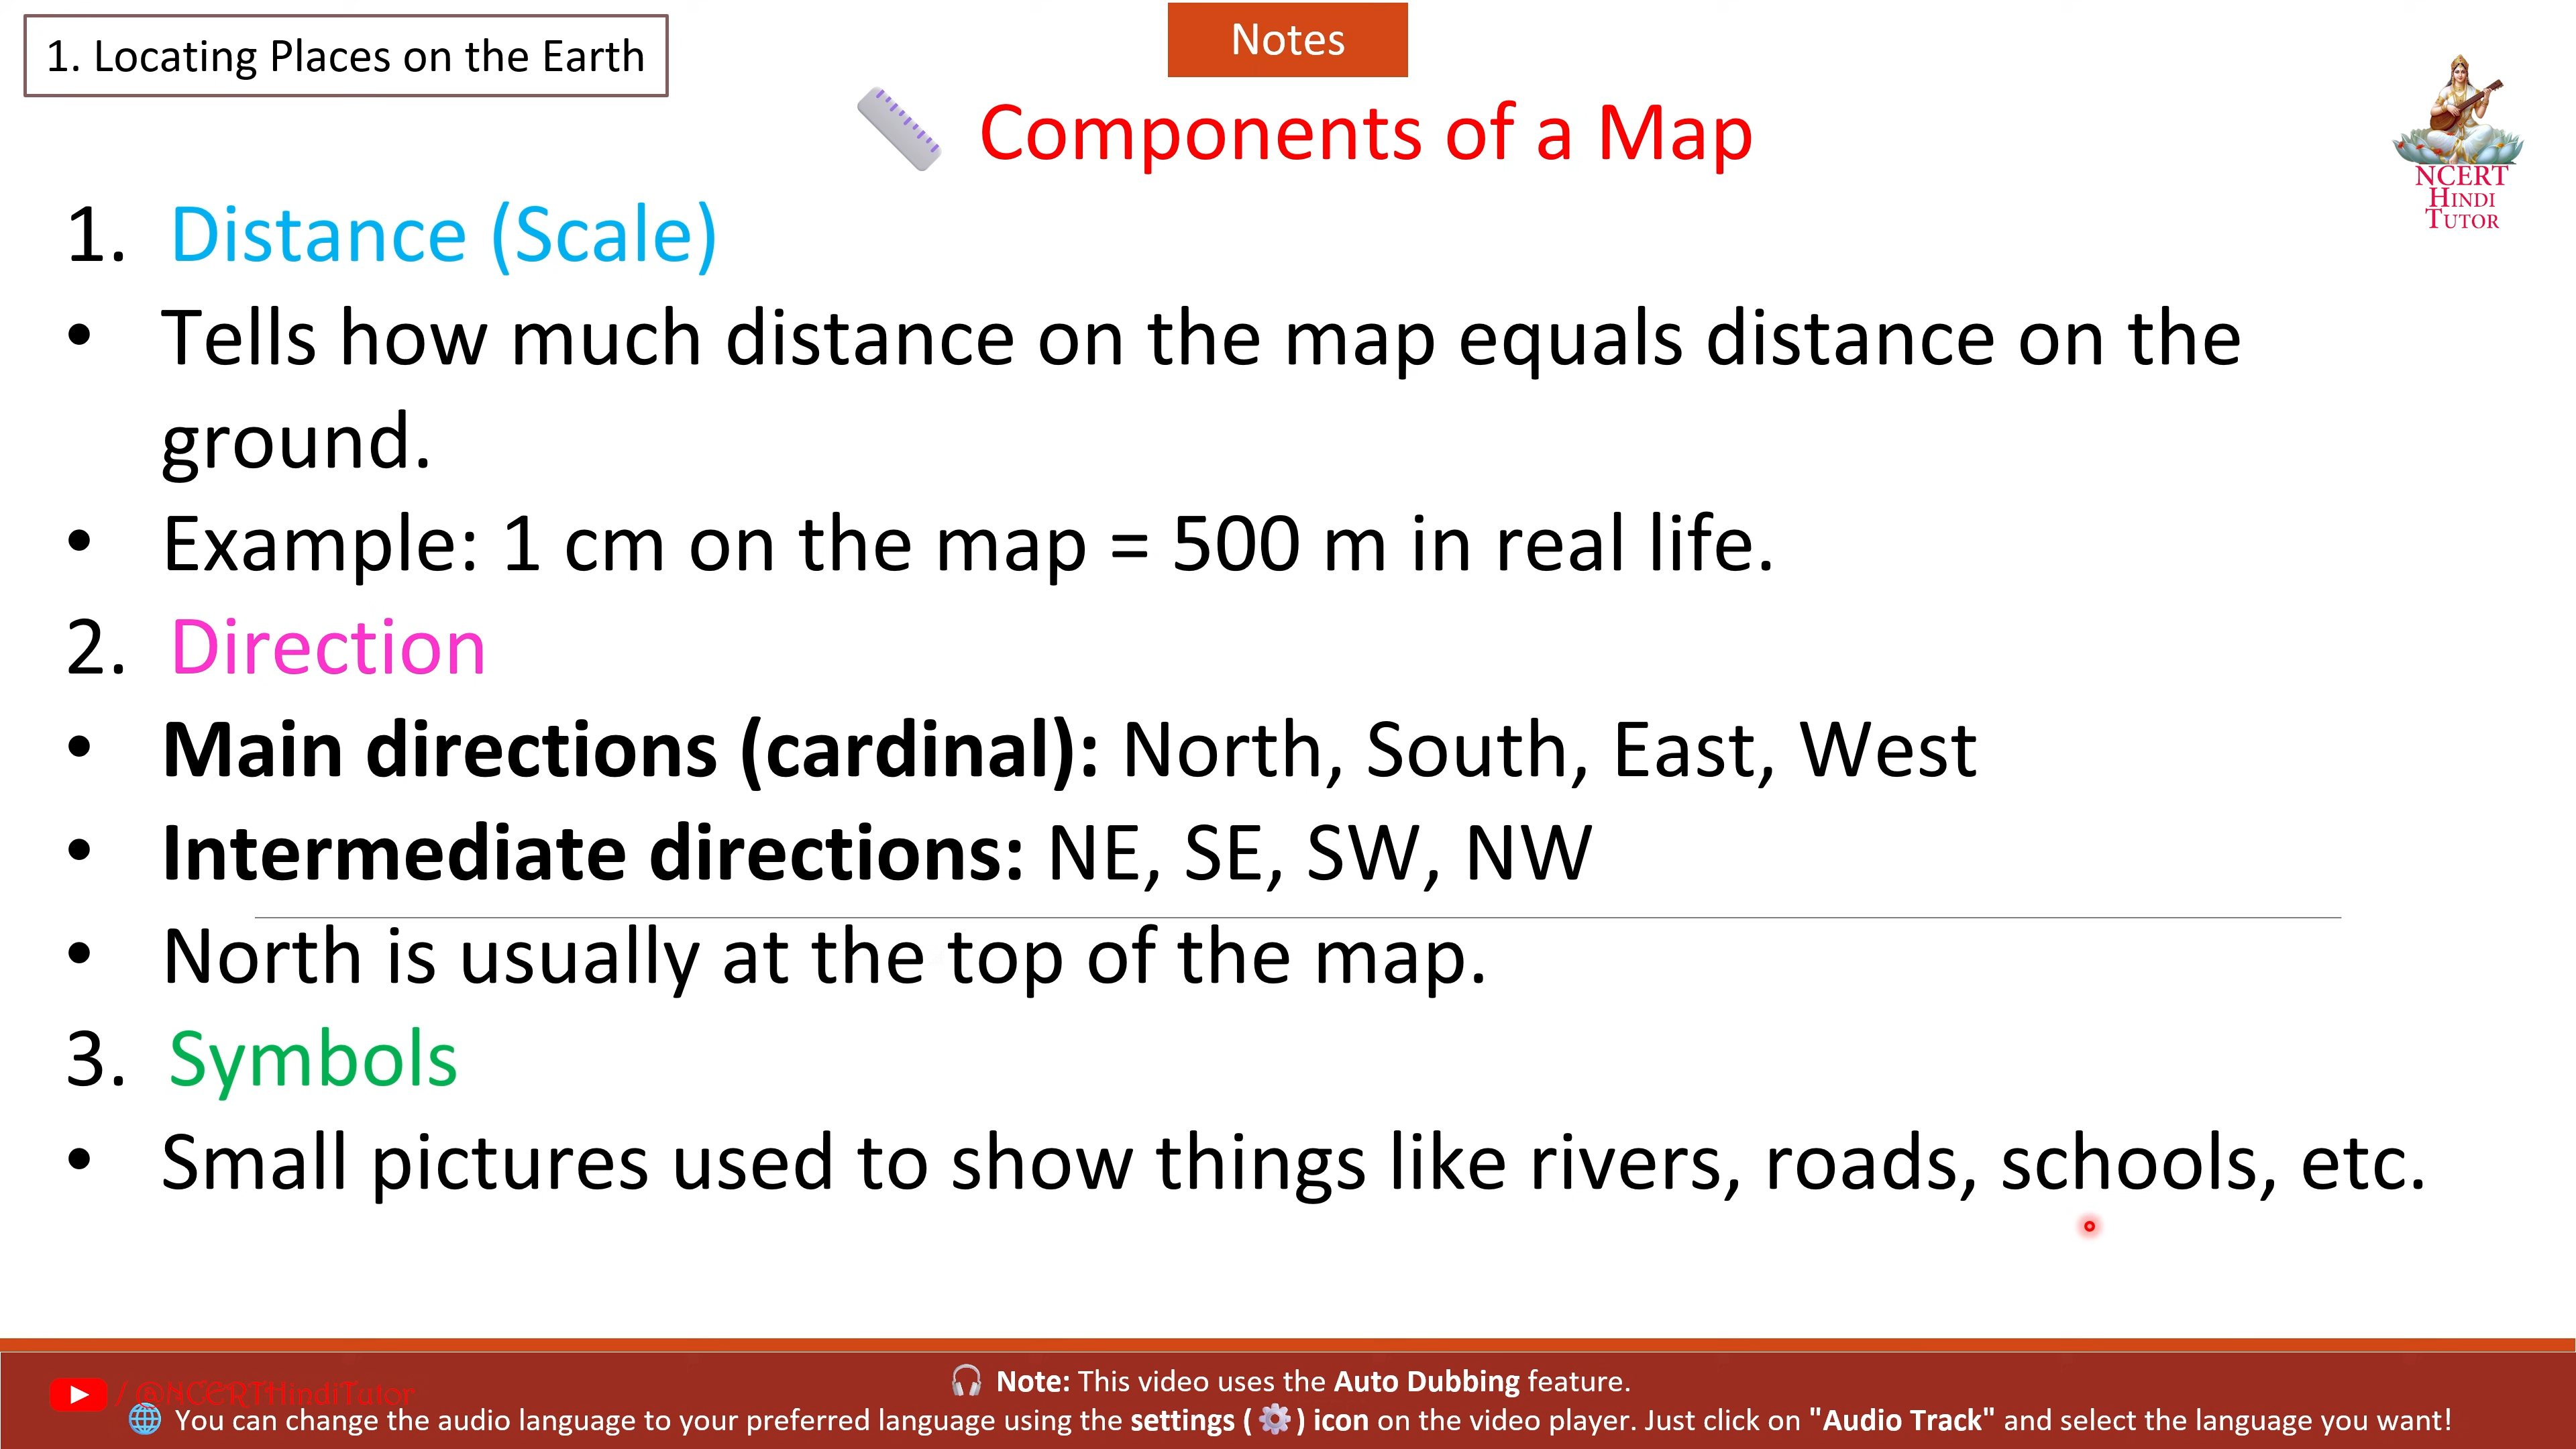 1. Locating Places on the Earth
Notes
Components of a Map
NCERT
HINDI
TUTOR
1. Distance (Scale)
• Tells how much distance on the map equals distance on the
ground.
• Example: 1 cm on the map = 500 m in real life.
2. Direction
• Main directions (cardinal): North, South, East, West
• Intermediate directions: NE, SE, SW, NW
• North is usually at the top of the map.
3. Symbols
• Small pictures used to show things like rivers, roads, schools, etc.
/ @NCERTHindiTutor
Note: This video uses the Auto Dubbing feature.
You can change the audio language to your preferred language using the settings ( ) icon on the video player. Just click on "Audio Track" and select the language you want!